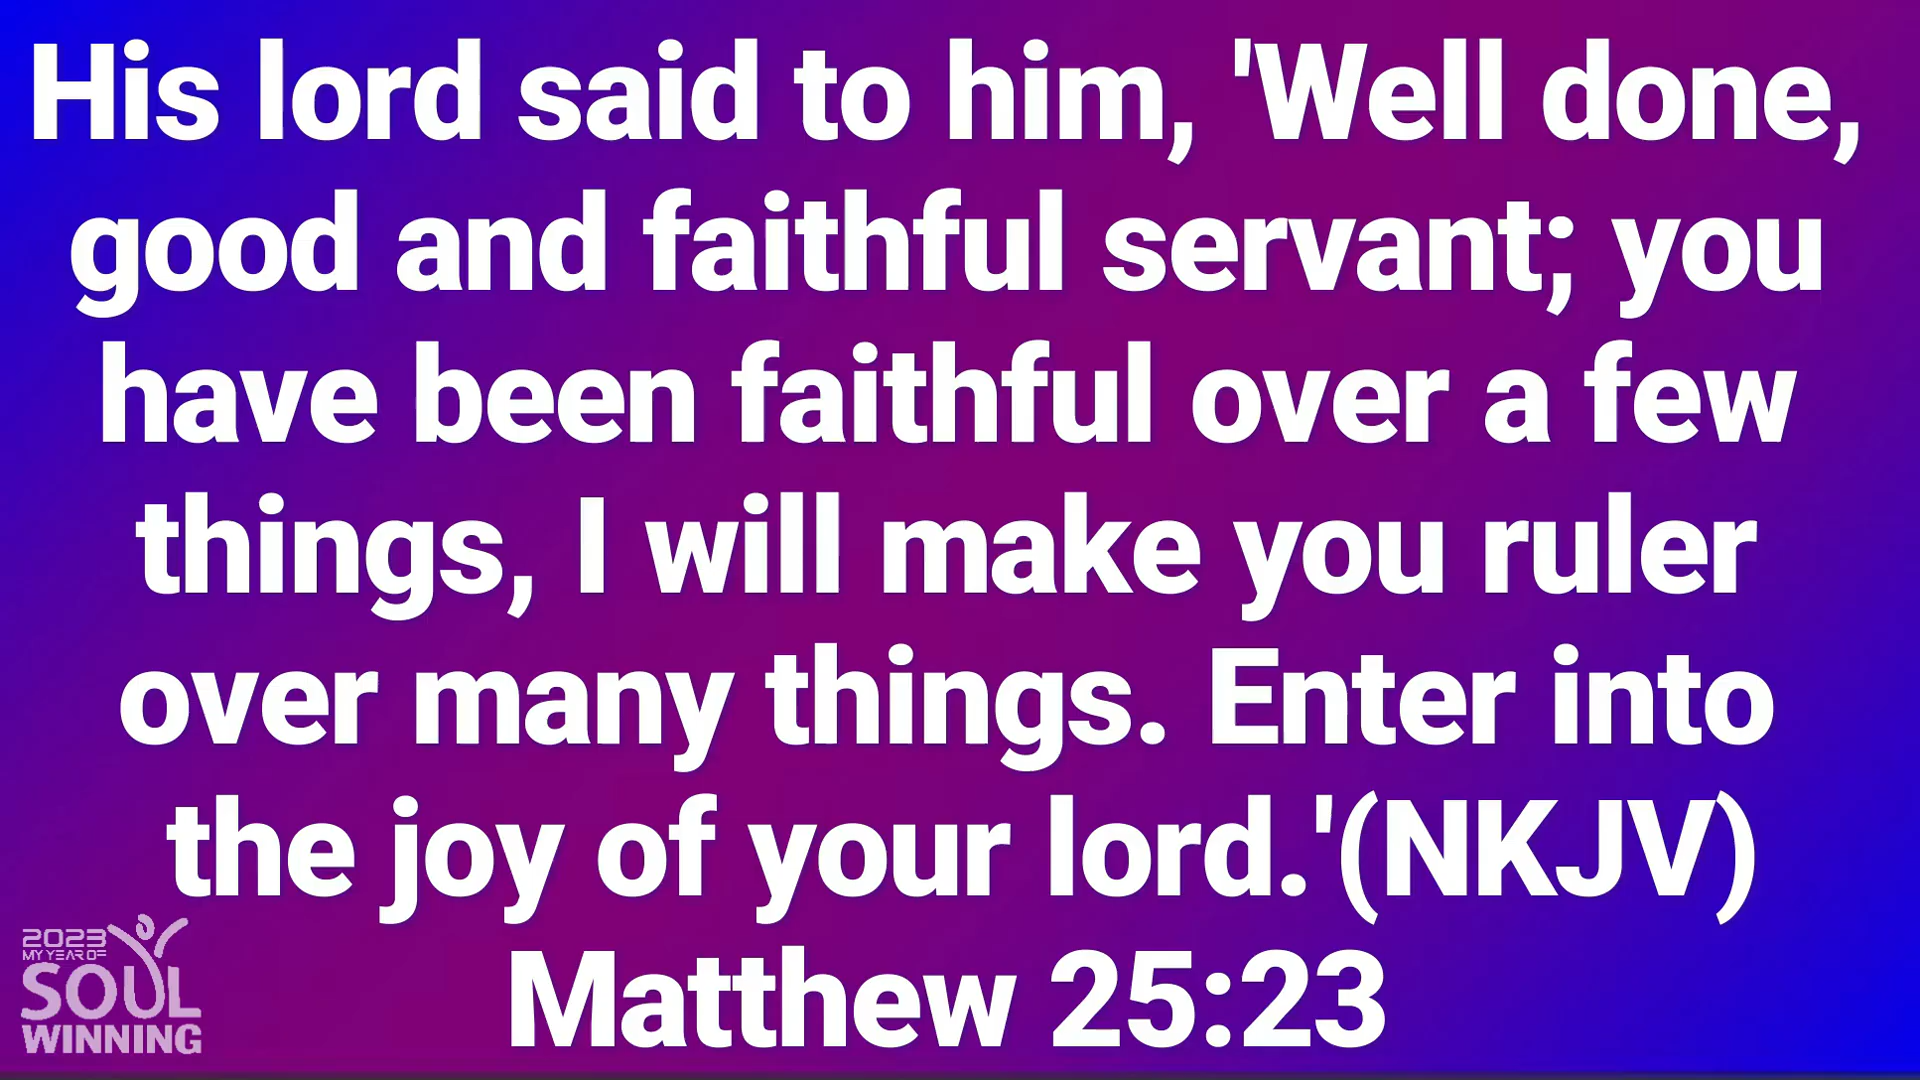 His lord said to him, 'Well done,
good and faithful servant; you
have been faithful over a few
things, I will make you ruler
over many things. Enter into
the joy of your lord.'(NKJV)
Matthew 25:23
2023
MY YEAR OF
SOUL
WINNING